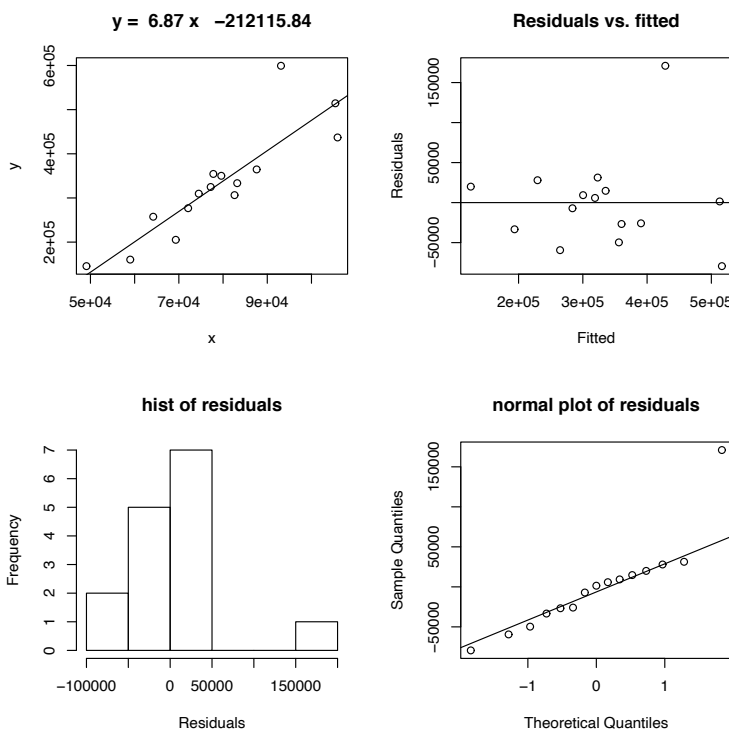 y = 6.87 x −212115.84
y
2e+05
4e+05
6e+05
5e+04
7e+04
9e+04
x
Residuals vs. fitted
Residuals
−50000
50000
150000
2e+05
3e+05
4e+05
5e+05
Fitted
hist of residuals
Frequency
0
1
2
3
4
5
6
7
−100000
0
50000
150000
Residuals
normal plot of residuals
Sample Quantiles
−50000
50000
150000
−1
0
1
Theoretical Quantiles